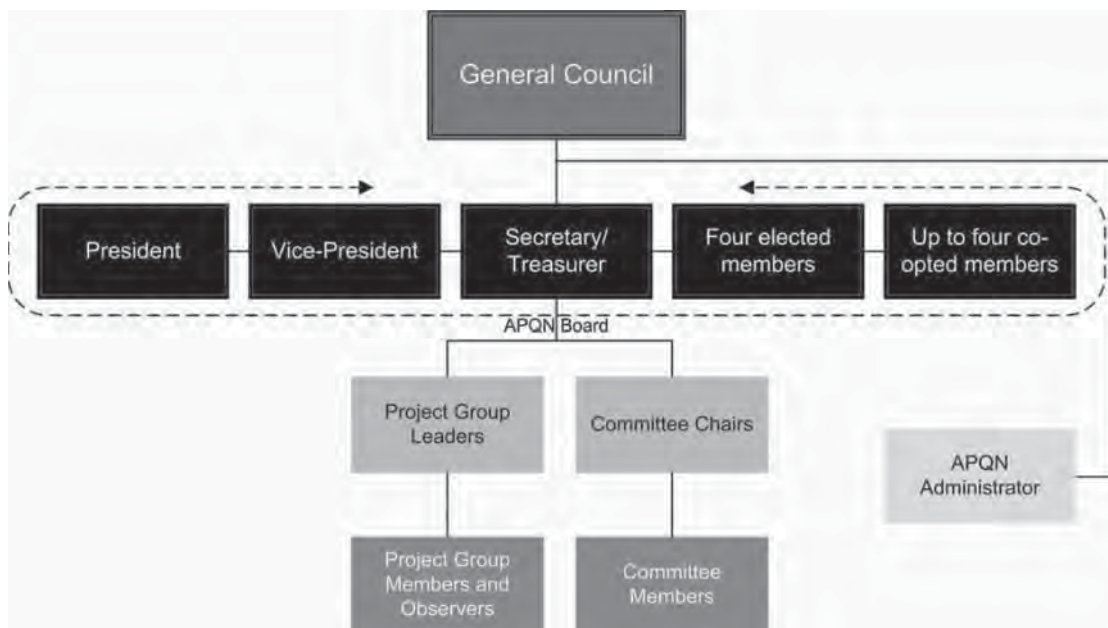 General Council
President
Vice-President
Secretary/
Treasurer
Four elected
members
Up to four co-
opted members
APQN Board
Project Group
Leaders
Committee Chairs
APQN
Administrator
Project Group
Members and
Observers
Committee
Members